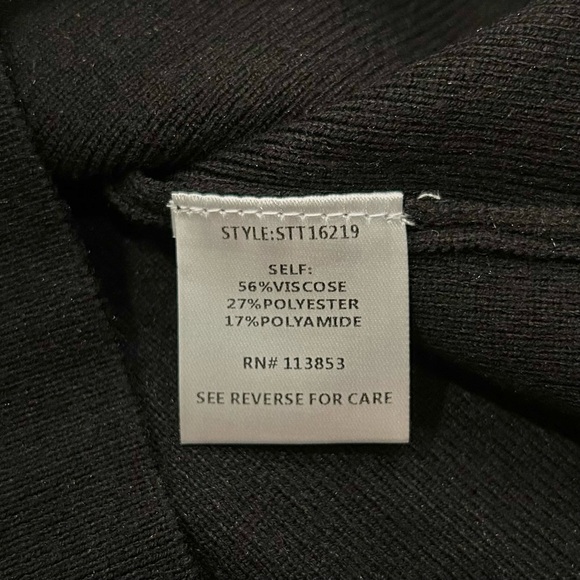 STYLE:STT16219
SELF:
56%VISCOSE
27%POLYESTER
17%POLYAMIDE
RN# 113853
SEE REVERSE FOR CARE